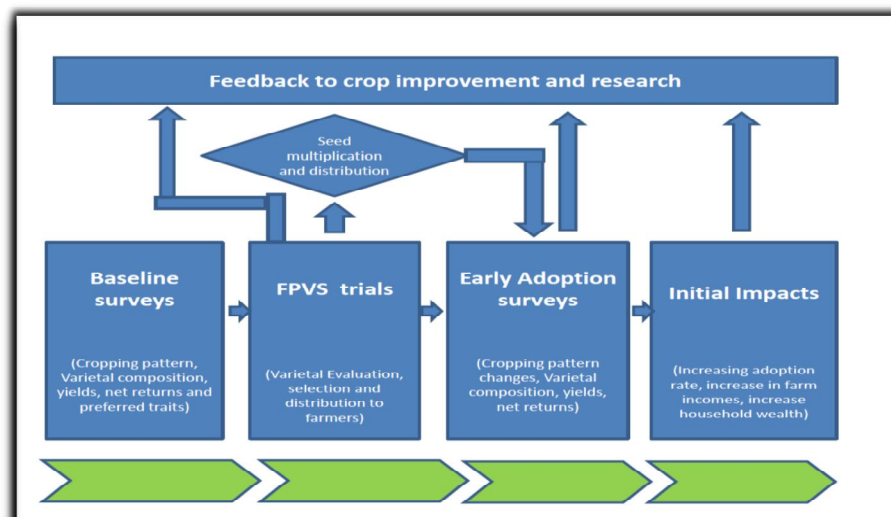 Feedback to crop improvement and research
Seed
multiplication
and distribution
Baseline
surveys
(Cropping pattern,
Varietal composition,
yields, net returns and
preferred traits)
FPVS trials
(Varietal Evaluation,
selection and
distribution to
farmers)
Early Adoption
surveys
(Cropping pattern
changes, Varietal
composition, yields,
net returns)
Initial Impacts
(Increasing adoption
rate, increase in farm
incomes, increase
household wealth)